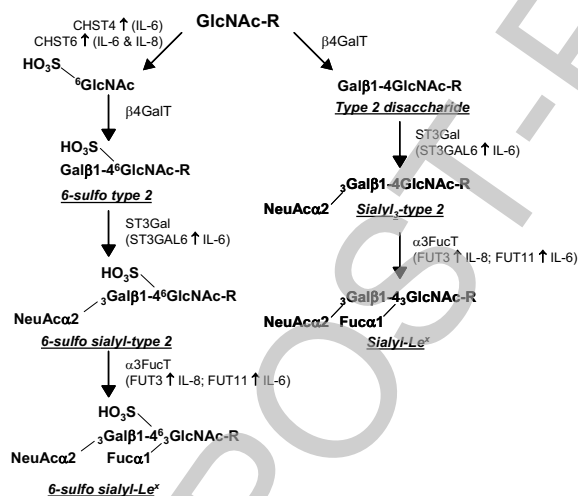 GlcNAc-R
CHST4 ↑ (IL-6)
CHST6 ↑ (IL-6 & IL-8)
β4GalT
HO₃S
⁶GlcNAc
β4GalT
Galβ1-4GlcNAc-R
Type 2 disaccharide
HO₃S
Galβ1-4⁶GlcNAc-R
6-sulfo type 2
ST3Gal
(ST3GAL6 ↑ IL-6)
₃Galβ1-4GlcNAc-R
NeuAcα2
Sialyl₃-type 2
ST3Gal
(ST3GAL6 ↑ IL-6)
α3FucT
(FUT3 ↑ IL-8; FUT11 ↑ IL-6)
HO₃S
₃Galβ1-4⁶GlcNAc-R
NeuAcα2
6-sulfo sialyl-type 2
₃Galβ1-4₃GlcNAc-R
NeuAcα2 Fucα1
Sialyl-Leˣ
α3FucT
(FUT3 ↑ IL-8; FUT11 ↑ IL-6)
HO₃S
₃Galβ1-4⁶₃GlcNAc-R
NeuAcα2 Fucα1
6-sulfo sialyl-Leˣ
POST-